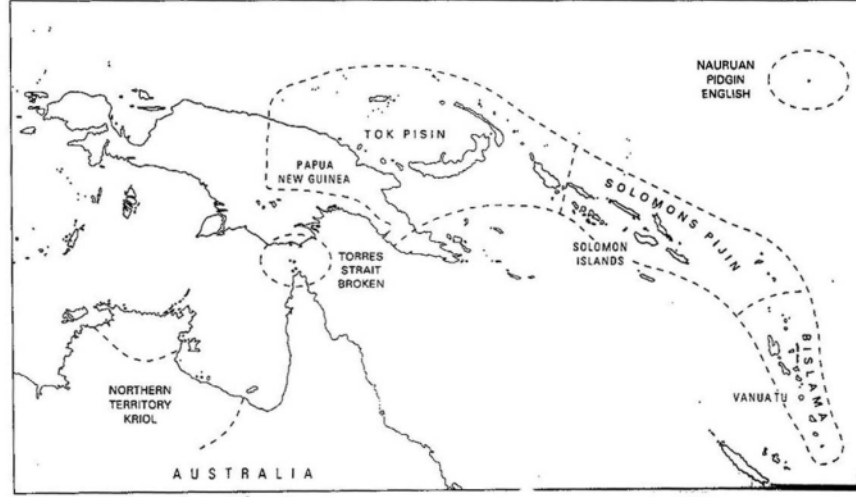 NAURUAN
PIDGIN
ENGLISH
TOK PISIN
PAPUA
NEW GUINEA
SOLOMONS PIJIN
SOLOMON
ISLANDS
TORRES
STRAIT
BROKEN
BISLAMA
VANUATU
NORTHERN
TERRITORY
KRIOL
AUSTRALIA